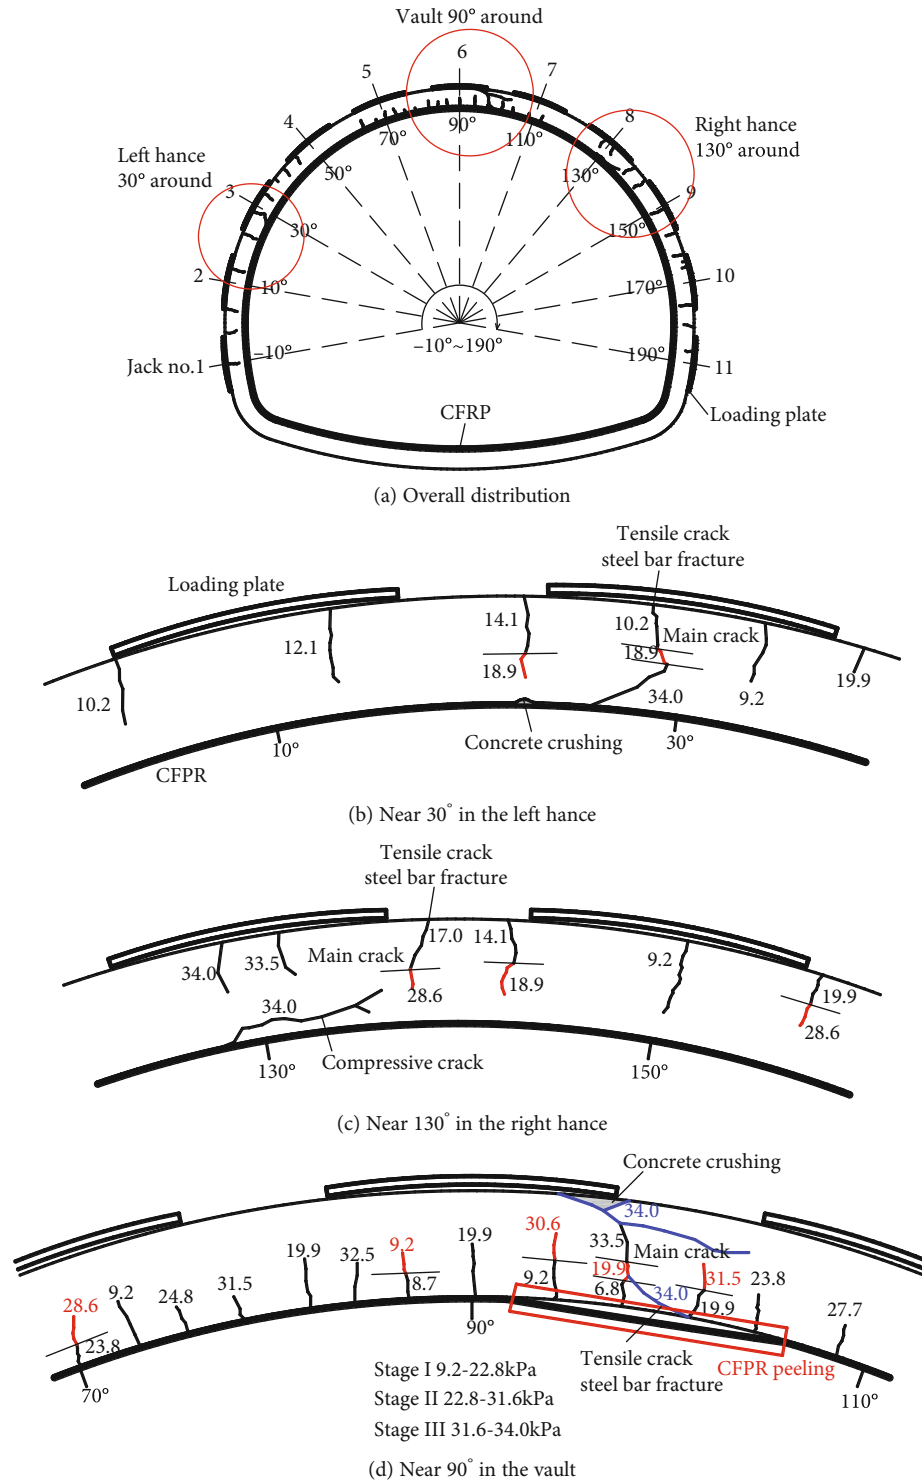 Vault 90° around
6
5
7
4
8
90°
70°
110°
Right hance
130° around
Left hance
30° around
50°
130°
3
9
30°
150°
2
10
10°
170°
−10°~190°
−10°
190°
Jack no.1
11
CFRP
Loading plate
(a) Overall distribution
Tensile crack
steel bar fracture
Loading plate
14.1
10.2
12.1
Main crack
18.9
18.9
19.9
10.2
34.0
9.2
Concrete crushing
30°
10°
CFPR
(b) Near 30° in the left hance
Tensile crack
steel bar fracture
17.0
14.1
Main crack
9.2
34.0
33.5
18.9
19.9
28.6
34.0
28.6
Compressive crack
130°
150°
(c) Near 130° in the right hance
Concrete crushing
34.0
30.6
33.5
9.2
19.9
19.9
32.5
Main crack
19.9
31.5
23.8
9.2
8.7
9.2
6.8
34.0
28.6
24.8
31.5
19.9
27.7
23.8
90°
Tensile crack
steel bar fracture
CFPR peeling
70°
110°
Stage I 9.2-22.8kPa
Stage II 22.8-31.6kPa
Stage III 31.6-34.0kPa
(d) Near 90° in the vault